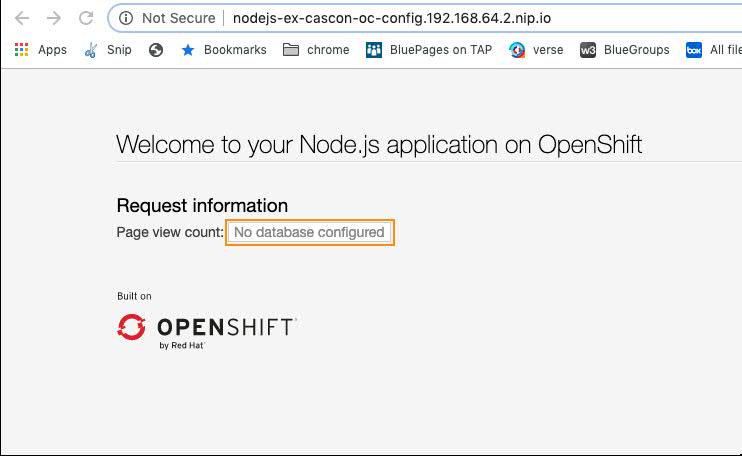 Not Secure nodejs-ex-cascon-oc-config.192.168.64.2.nip.io
Apps Snip Bookmarks chrome BluePages on TAP verse w3 BlueGroups box All file
Welcome to your Node.js application on OpenShift
Request information
Page view count: No database configured
Built on
OPENSHIFT
by Red Hat